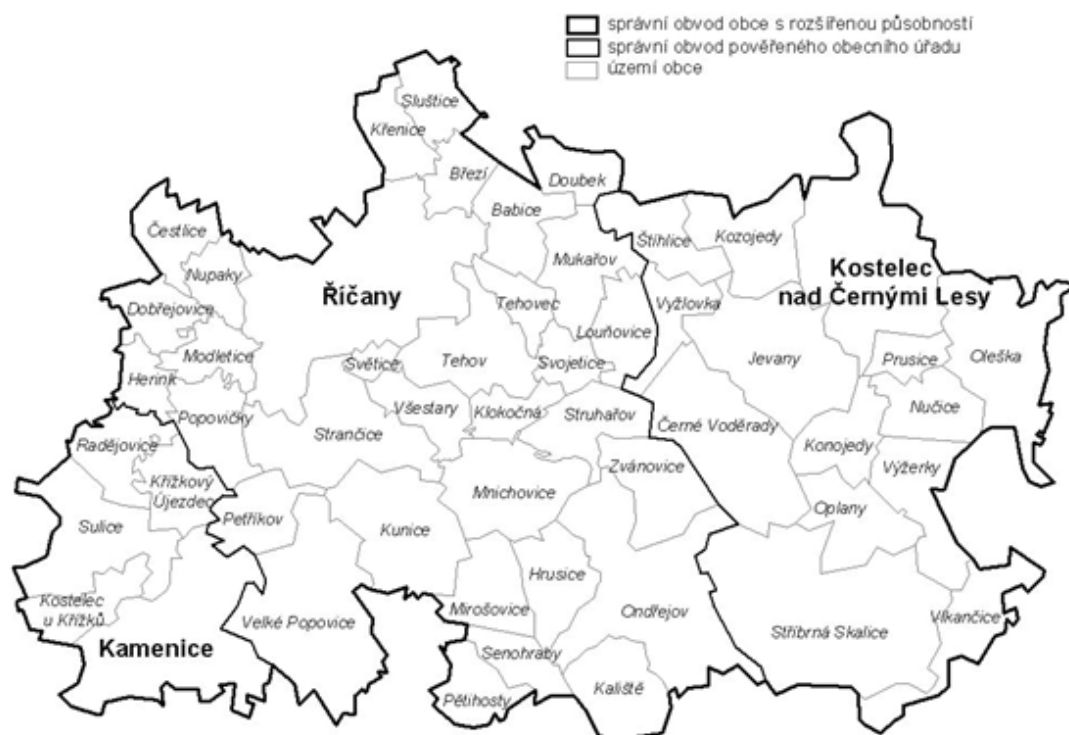 správní obvod obce s rozšířenou působností
správní obvod pověřeného obecního úřadu
území obce
Sluštice
Křenice
Březí
Doubek
Babice
Čestlice
Štíhlice
Kozojedy
Mukařov
Nupaky
Říčany
Kostelec
nad Černými Lesy
Tehovec
Vyžlovka
Dobřejovice
Louňovice
Modletice
Světice
Tehov
Svojetice
Jevany
Prusice
Oleška
Herink
Popovičky
Všestary
Klokočná
Struhařov
Nučice
Strančice
Černé Voděrady
Radějovice
Konojedy
Zvánovice
Výžerky
Křížkový
Újezdec
Mnichovice
Oplany
Sulice
Petříkov
Kunice
Hrusice
Kostelec
u Křížků
Mirošovice
Ondřejov
Vlkančice
Velké Popovice
Stříbrná Skalice
Kamenice
Senohraby
Kaliště
Pětihosty